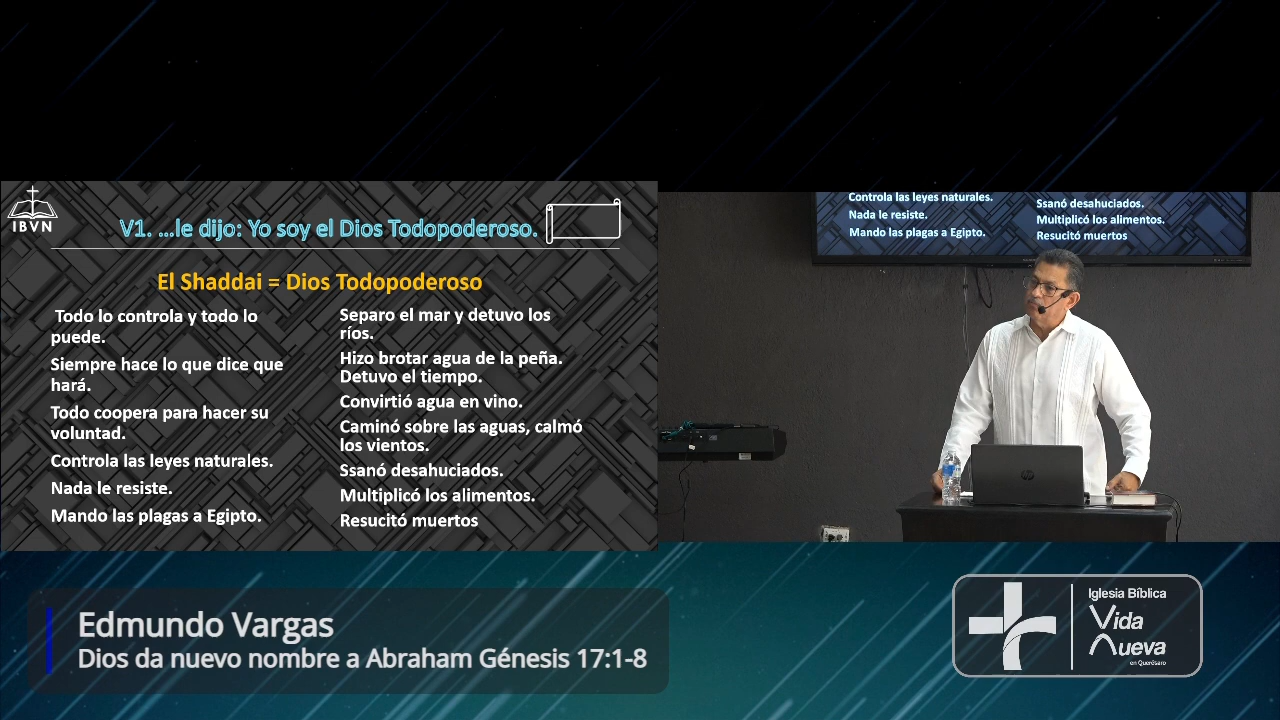 IBVN
V1. ...le dijo: Yo soy el Dios Todopoderoso.
El Shaddai = Dios Todopoderoso
Todo lo controla y todo lo
puede.
Siempre hace lo que dice que
hará.
Todo coopera para hacer su
voluntad.
Controla las leyes naturales.
Nada le resiste.
Mando las plagas a Egipto.
Separo el mar y detuvo los
ríos.
Hizo brotar agua de la peña.
Detuvo el tiempo.
Convirtió agua en vino.
Caminó sobre las aguas, calmó
los vientos.
Ssanó desahuciados.
Multiplicó los alimentos.
Resucitó muertos
Controla las leyes naturales.
Nada le resiste.
Mando las plagas a Egipto.
Ssanó desahuciados.
Multiplicó los alimentos.
Resucitó muertos
hp
Edmundo Vargas
Dios da nuevo nombre a Abraham Génesis 17:1-8
Iglesia Bíblica
Vida
Nueva
en Querétaro